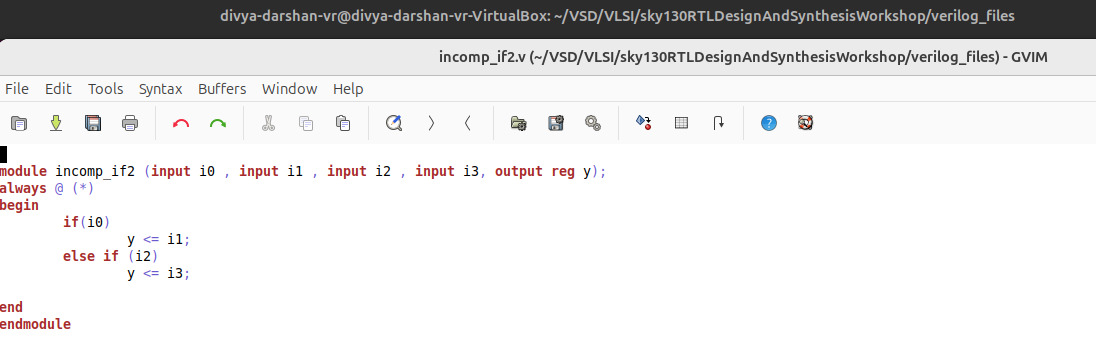 divya-darshan-vr@divya-darshan-vr-VirtualBox: ~/VSD/VLSI/sky130RTLDesignAndSynthesisWorkshop/verilog_files
incomp_if2.v (~/VSD/VLSI/sky130RTLDesignAndSynthesisWorkshop/verilog_files) - GVIM
File Edit Tools Syntax Buffers Window Help
module incomp_if2 (input i0 , input i1 , input i2 , input i3, output reg y);
always @ (*)
begin
        if(i0)
                y <= i1;
        else if (i2)
                y <= i3;
end
endmodule